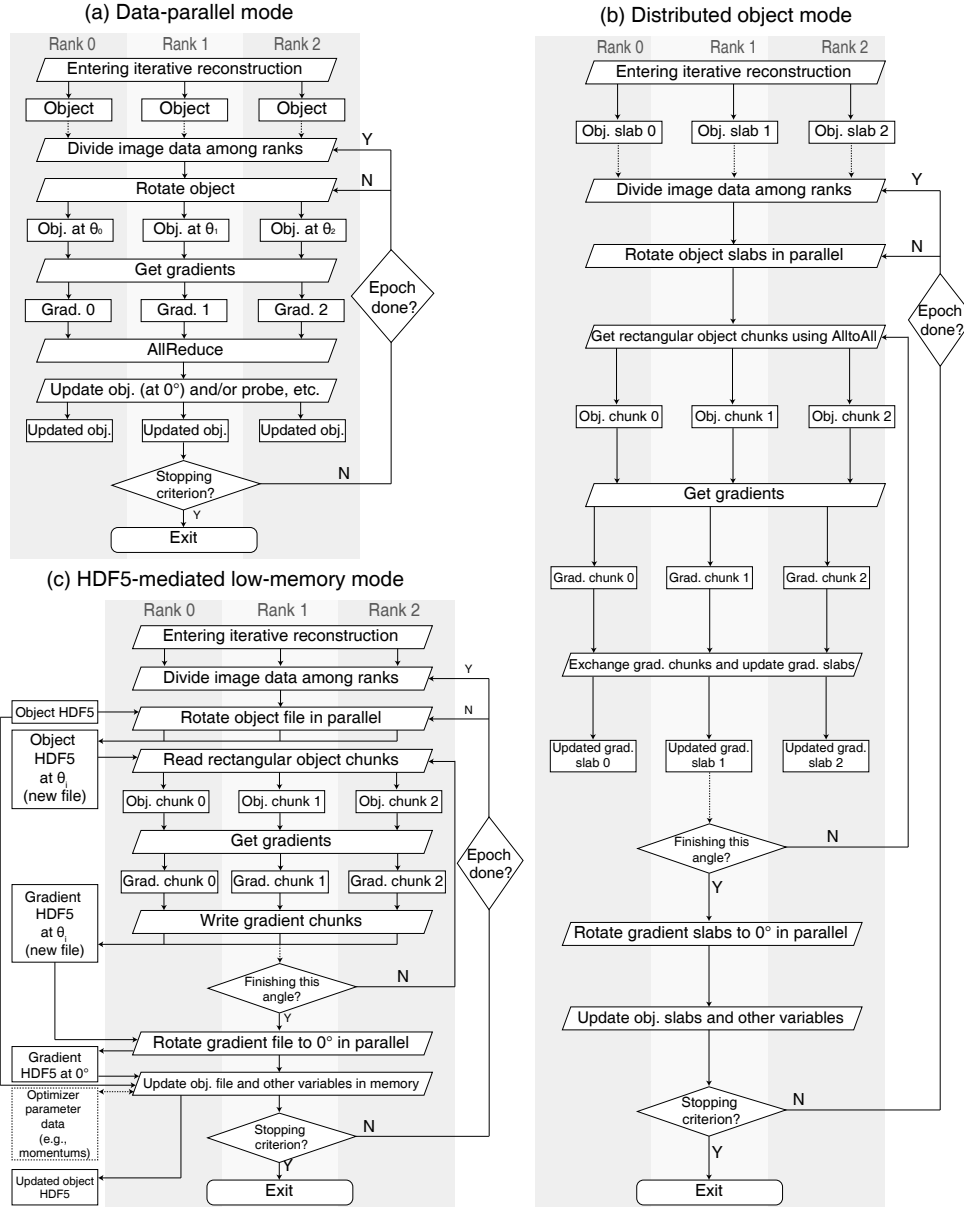 (a) Data-parallel mode
Rank 0 Rank 1 Rank 2
Entering iterative reconstruction
Object Object Object
Divide image data among ranks
Y
Rotate object
N
Obj. at θ₀ Obj. at θ₁ Obj. at θ₂
Get gradients
Epoch
done?
Grad. 0 Grad. 1 Grad. 2
AllReduce
Update obj. (at 0°) and/or probe, etc.
Updated obj. Updated obj. Updated obj.
Stopping
criterion?
N
Y
Exit
(b) Distributed object mode
Rank 0 Rank 1 Rank 2
Entering iterative reconstruction
Obj. slab 0 Obj. slab 1 Obj. slab 2
Divide image data among ranks
Y
Rotate object slabs in parallel
N
Epoch
done?
Get rectangular object chunks using AlltoAll
Obj. chunk 0 Obj. chunk 1 Obj. chunk 2
Get gradients
Grad. chunk 0 Grad. chunk 1 Grad. chunk 2
Exchange grad. chunks and update grad. slabs
Updated grad. Updated grad. Updated grad.
slab 0 slab 1 slab 2
Finishing this
angle?
N
Y
Rotate gradient slabs to 0° in parallel
Update obj. slabs and other variables
Stopping
criterion?
N
Y
Exit
(c) HDF5-mediated low-memory mode
Rank 0 Rank 1 Rank 2
Entering iterative reconstruction
Divide image data among ranks
Y
Object HDF5
Rotate object file in parallel
N
Object
HDF5
at θᵢ
(new file)
Read rectangular object chunks
Obj. chunk 0 Obj. chunk 1 Obj. chunk 2
Get gradients
Epoch
done?
Grad. chunk 0 Grad. chunk 1 Grad. chunk 2
Gradient
HDF5
at θᵢ
(new file)
Write gradient chunks
Finishing this
angle?
N
Y
Rotate gradient file to 0° in parallel
Gradient
HDF5 at 0°
Update obj. file and other variables in memory
Optimizer
parameter
data
(e.g.,
momentums)
Stopping
criterion?
N
Y
Updated object
HDF5
Exit